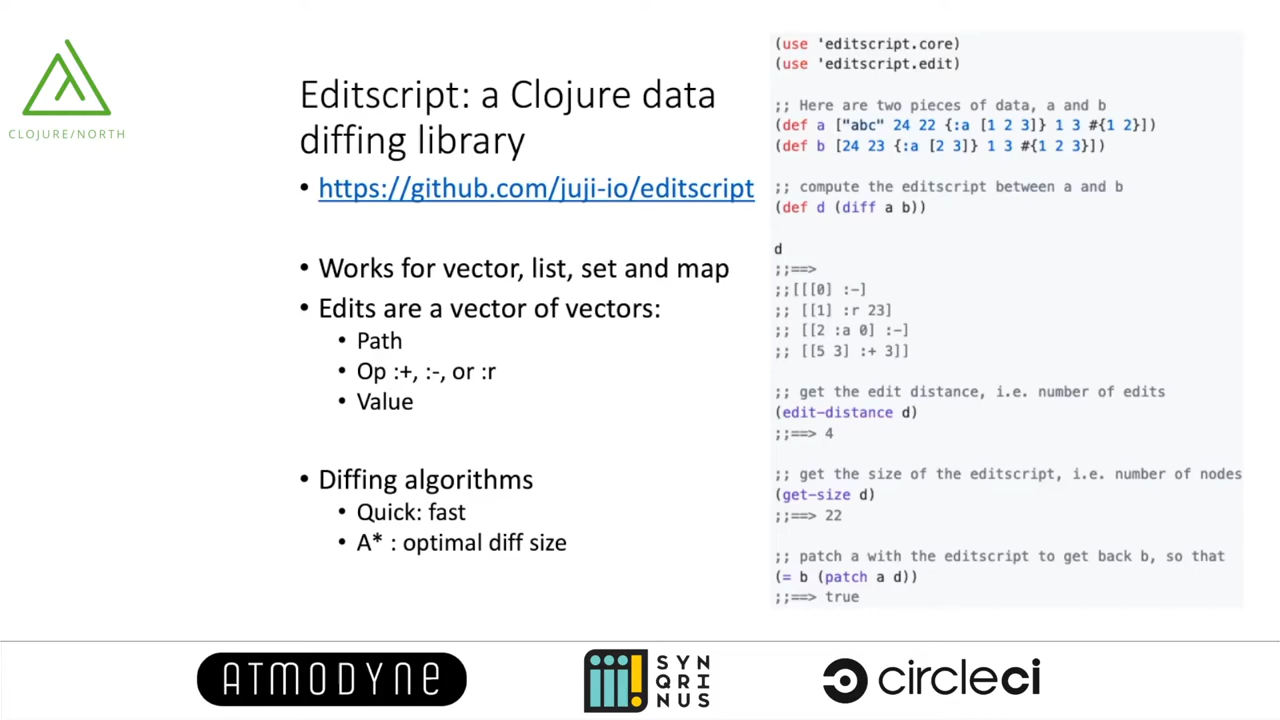 CLOJURE/NORTH
Editscript: a Clojure data
diffing library
• https://github.com/juji-io/editscript
• Works for vector, list, set and map
• Edits are a vector of vectors:
• Path
• Op :+, :-, or :r
• Value
• Diffing algorithms
• Quick: fast
• A* : optimal diff size
(use 'editscript.core)
(use 'editscript.edit)
;; Here are two pieces of data, a and b
(def a ["abc" 24 22 {:a [1 2 3]} 1 3 #{1 2}])
(def b [24 23 {:a [2 3]} 1 3 #{1 2 3}])
;; compute the editscript between a and b
(def d (diff a b))
d
;;==>
;;[[[0] :-]
;; [[1] :r 23]
;; [[2 :a 0] :-]
;; [[5 3] :+ 3]]
;; get the edit distance, i.e. number of edits
(edit-distance d)
;;==> 4
;; get the size of the editscript, i.e. number of nodes
(get-size d)
;;==> 22
;; patch a with the editscript to get back b, so that
(= b (patch a d))
;;==> true
ATMODYNE
SYN
QRI
NUS
circleci